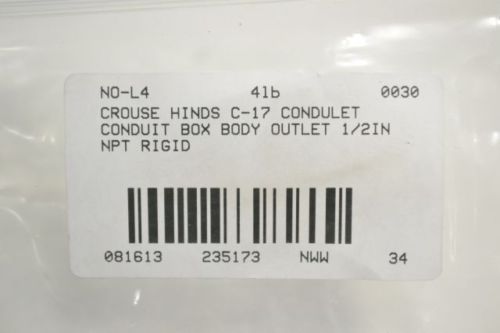 NO-L4 4lb 0030
CROUSE HINDS C-17 CONDULET
CONDUIT BOX BODY OUTLET 1/2IN
NPT RIGID
081613 235173 NWW 34